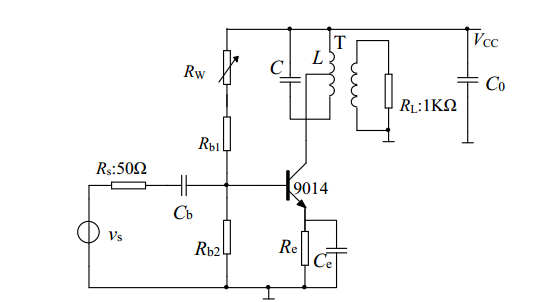 T
V_CC
R_W
C
L
C_0
R_L:1KΩ
R_b1
R_s:50Ω
9014
C_b
v_s
R_b2
R_e
C_e